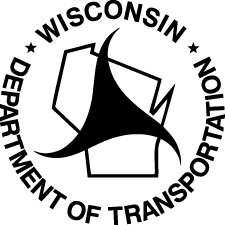 WISCONSIN
DEPARTMENT OF TRANSPORTATION